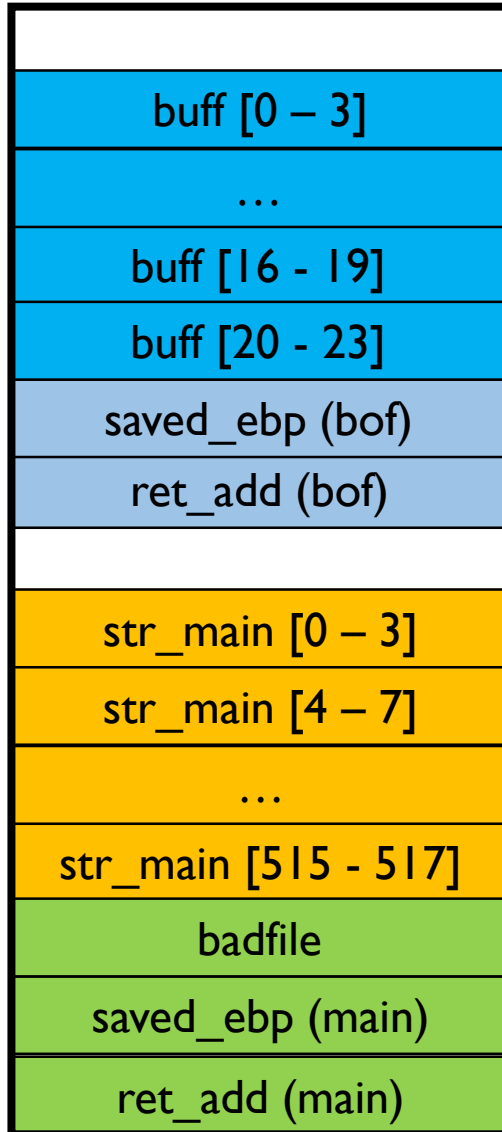 buff [0 – 3]
…
buff [16 - 19]
buff [20 - 23]
saved_ebp (bof)
ret_add (bof)
str_main [0 – 3]
str_main [4 – 7]
…
str_main [515 - 517]
badfile
saved_ebp (main)
ret_add (main)